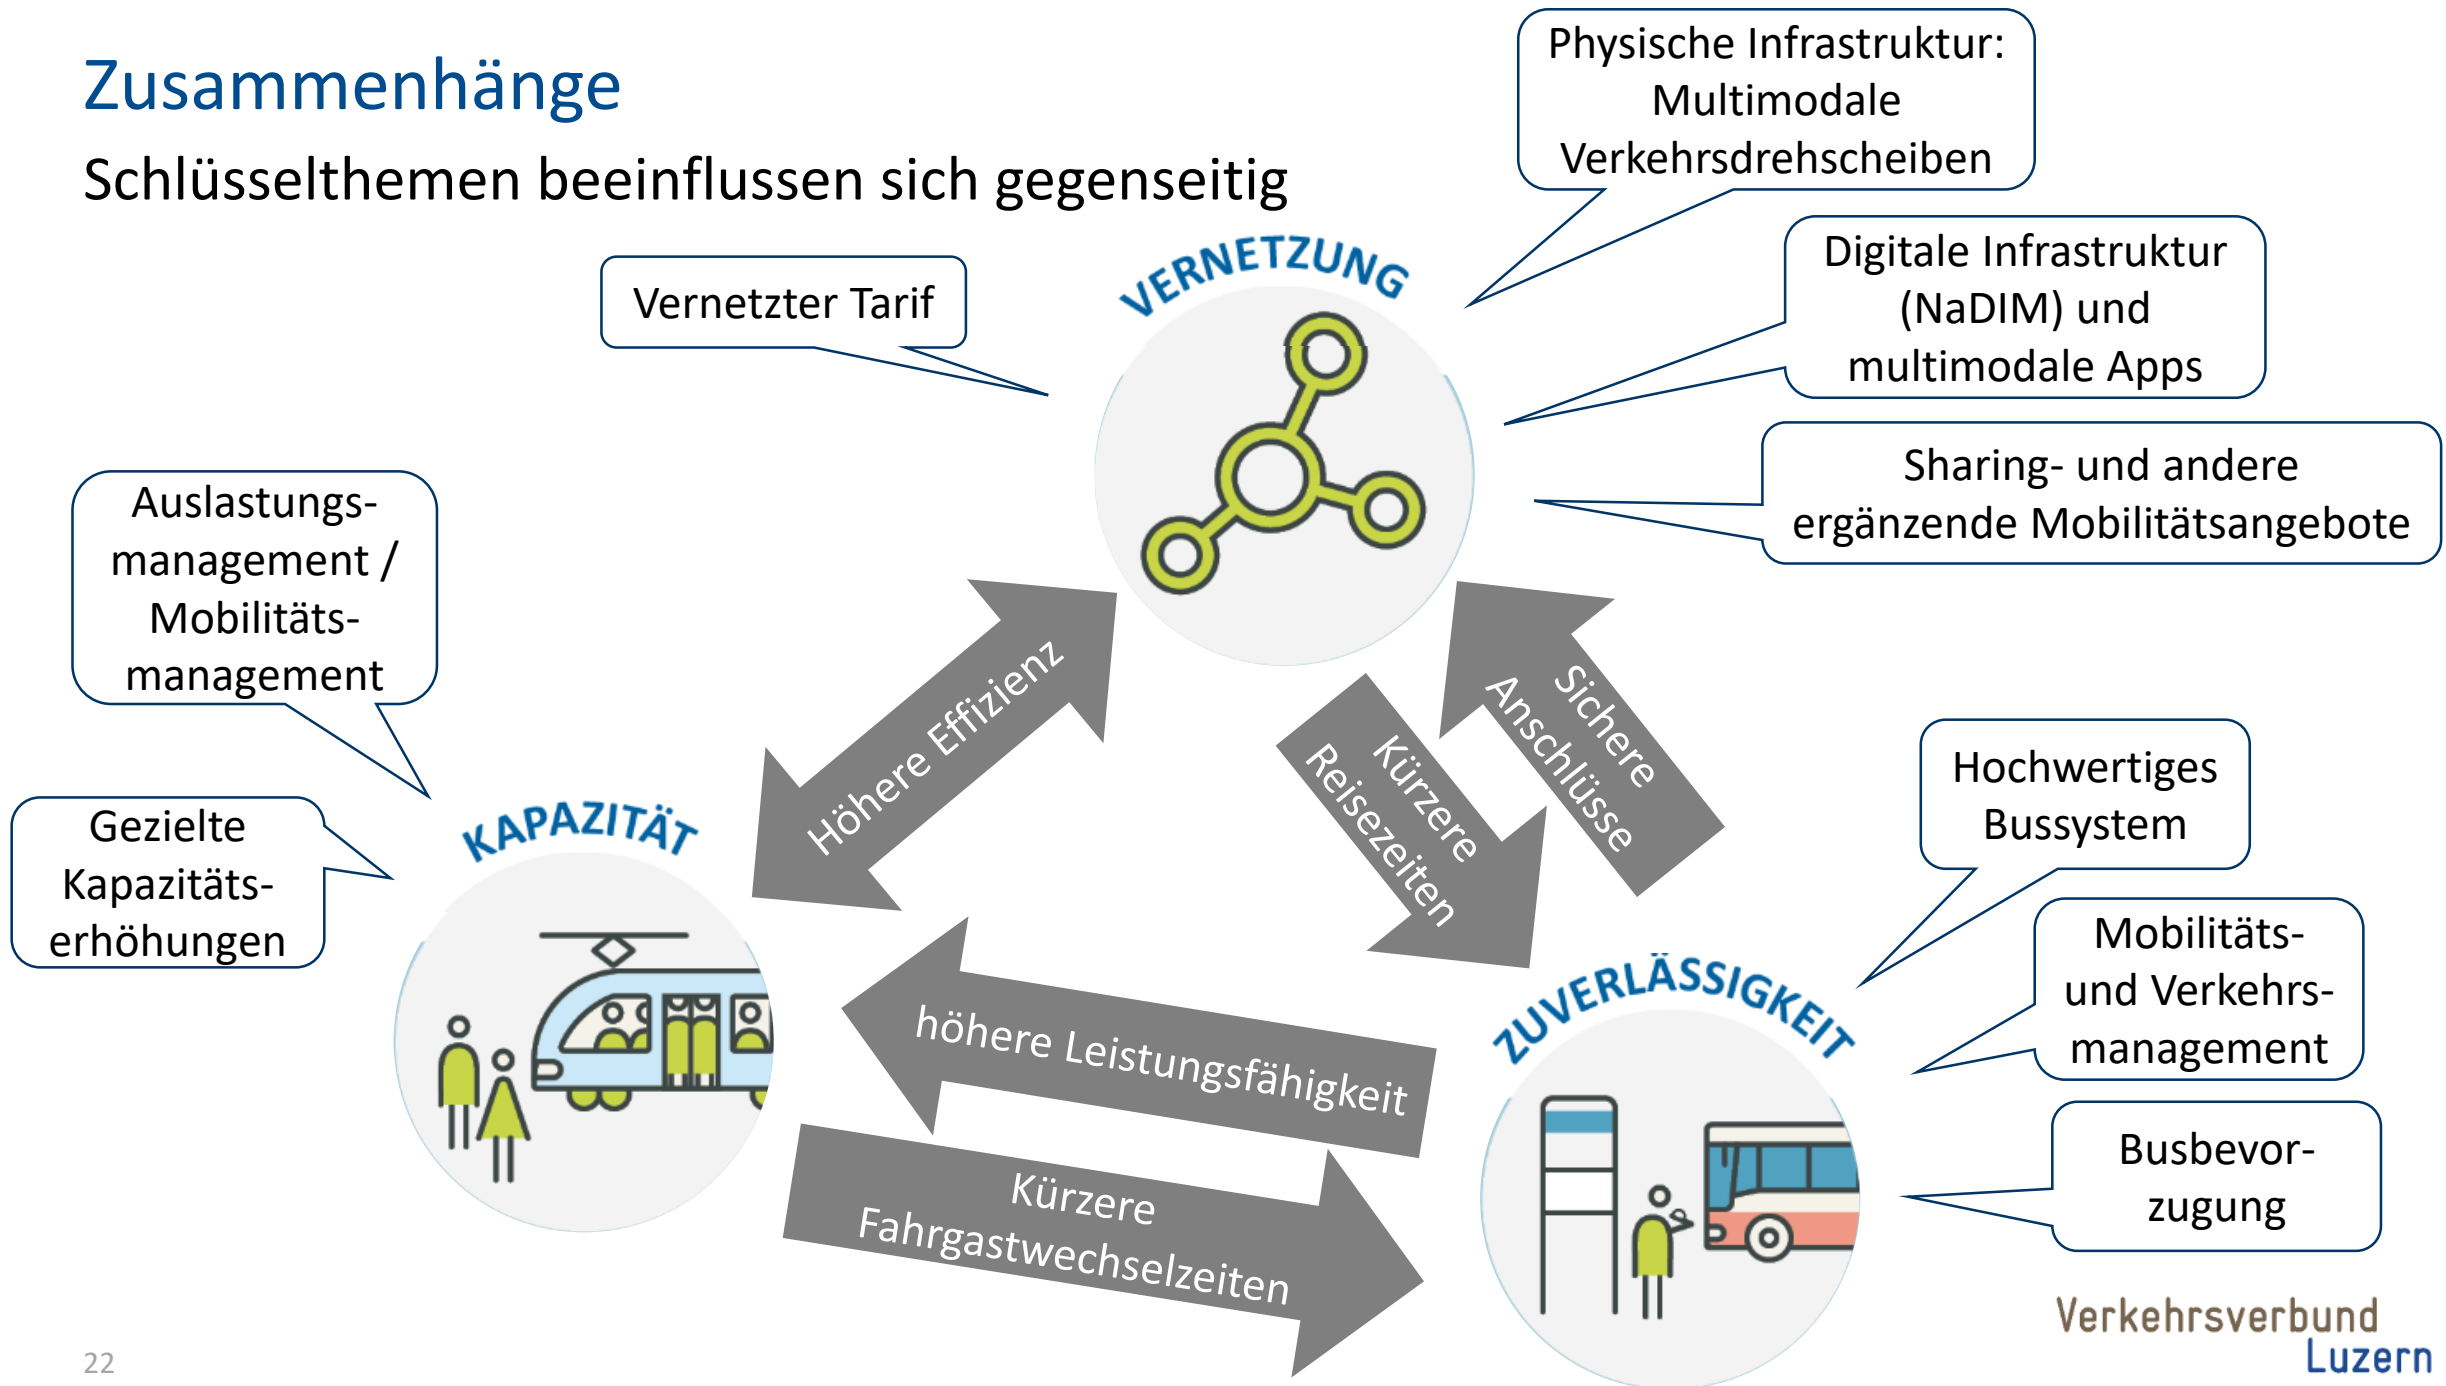 Zusammenhänge
Schlüsselthemen beeinflussen sich gegenseitig
Physische Infrastruktur:
Multimodale
Verkehrsdrehscheiben
Vernetzter Tarif
VERNETZUNG
Digitale Infrastruktur
(NaDIM) und
multimodale Apps
Sharing- und andere
ergänzende Mobilitätsangebote
Auslastungs-
management /
Mobilitäts-
management
Gezielte
Kapazitäts-
erhöhungen
KAPAZITÄT
Höhere Effizienz
Sichere
Anschlüsse
Kürzere
Reisezeiten
Hochwertiges
Bussystem
Mobilitäts-
und Verkehrs-
management
Busbevor-
zugung
ZUVERLÄSSIGKEIT
höhere Leistungsfähigkeit
Kürzere
Fahrgastwechselzeiten
Verkehrsverbund
Luzern
22